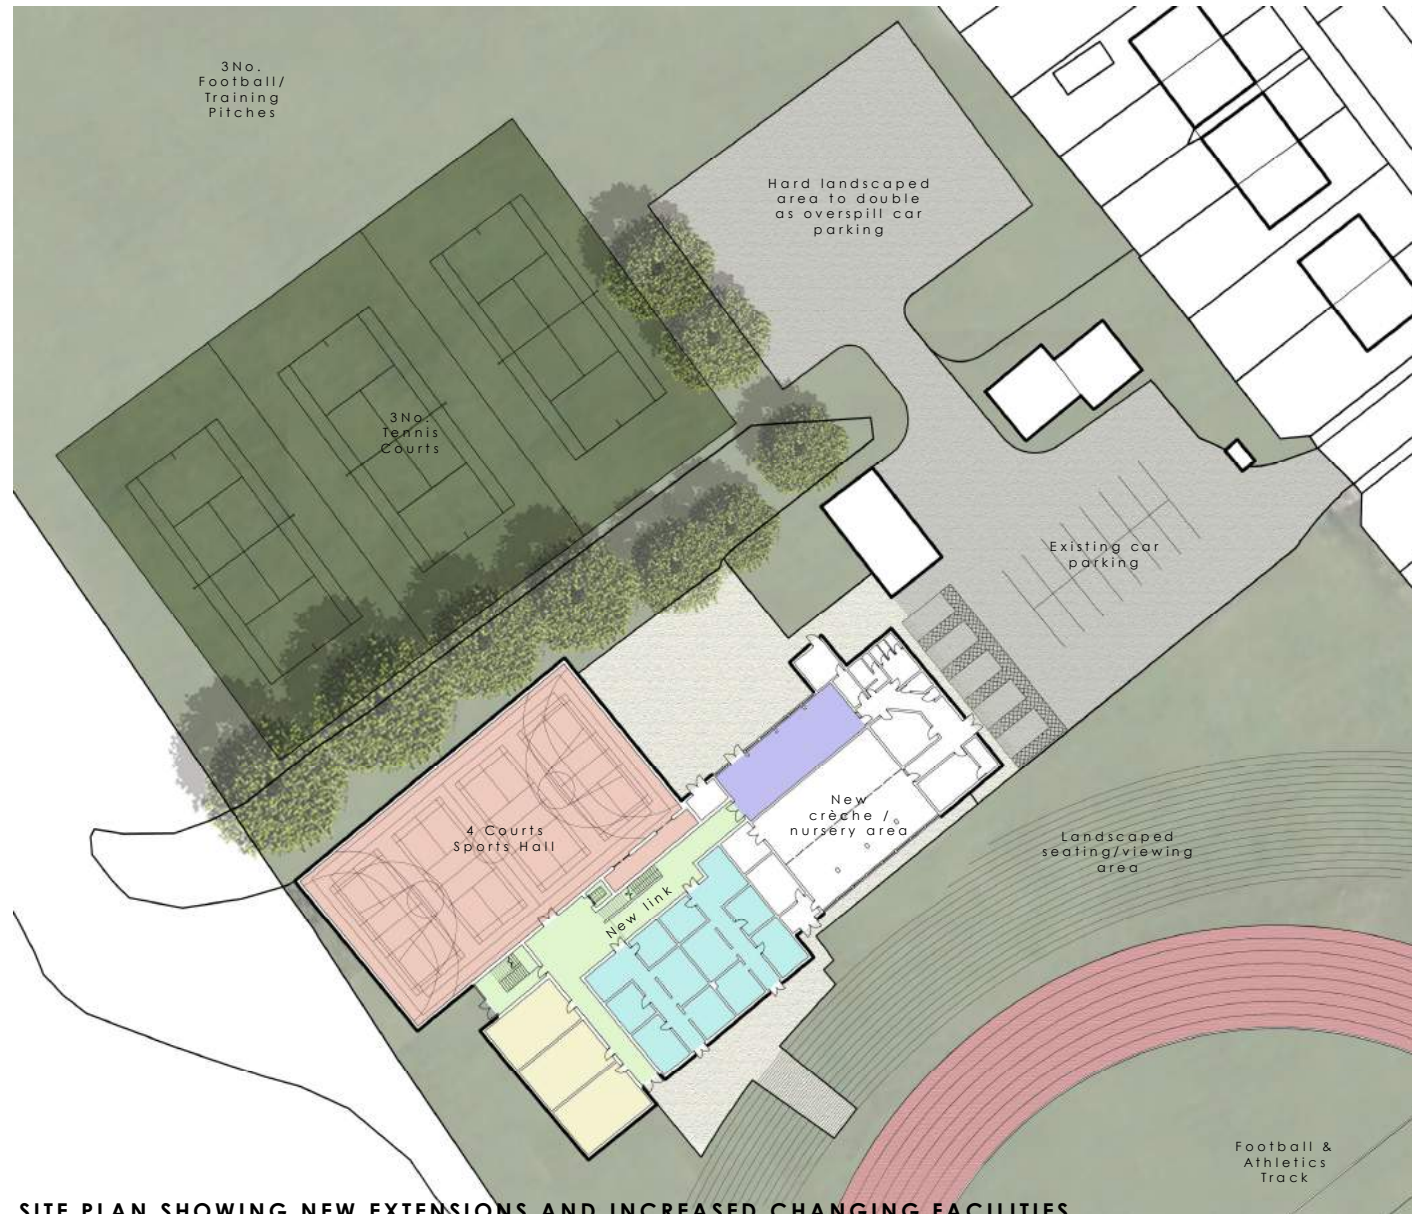 3No.
Football/
Training
Pitches
Hard landscaped
area to double
as overspill car
parking
3No.
Tennis
Courts
Existing car
parking
4 Courts
Sports Hall
New
crèche /
nursery area
Landscaped
seating/viewing
area
New link
Football &
Athletics
Track
SITE PLAN SHOWING NEW EXTENSIONS AND INCREASED CHANGING FACILITIES